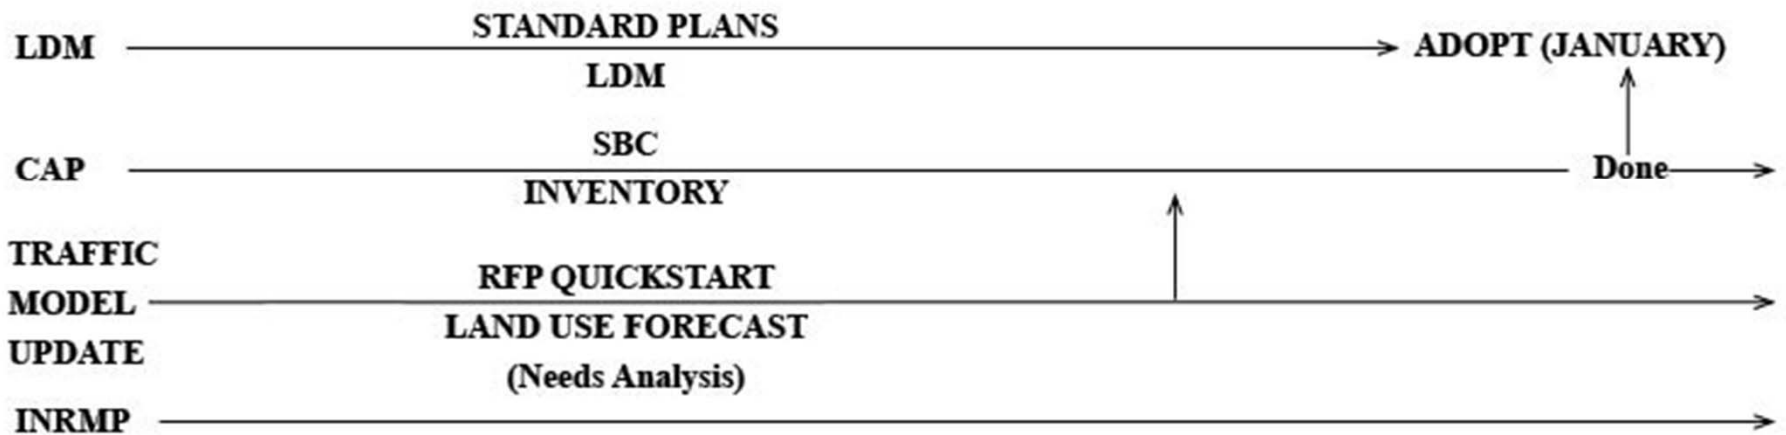 STANDARD PLANS
LDM
ADOPT (JANUARY)
LDM
SBC
CAP
Done
INVENTORY
TRAFFIC
MODEL
UPDATE
RFP QUICKSTART
LAND USE FORECAST
(Needs Analysis)
INRMP